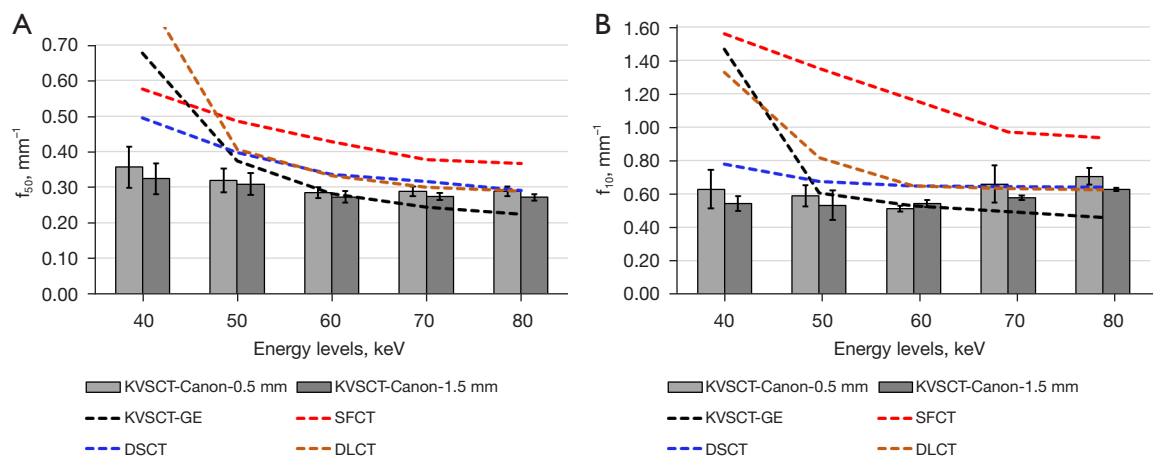 A
f50, mm−1
0.70
0.60
0.50
0.40
0.30
0.20
0.10
0.00
40 50 60 70 80
Energy levels, keV
KVSCT-Canon-0.5 mm KVSCT-Canon-1.5 mm
KVSCT-GE SFCT
DSCT DLCT
B
f10, mm−1
1.60
1.40
1.20
1.00
0.80
0.60
0.40
0.20
0.00
40 50 60 70 80
Energy levels, keV
KVSCT-Canon-0.5 mm KVSCT-Canon-1.5 mm
KVSCT-GE SFCT
DSCT DLCT